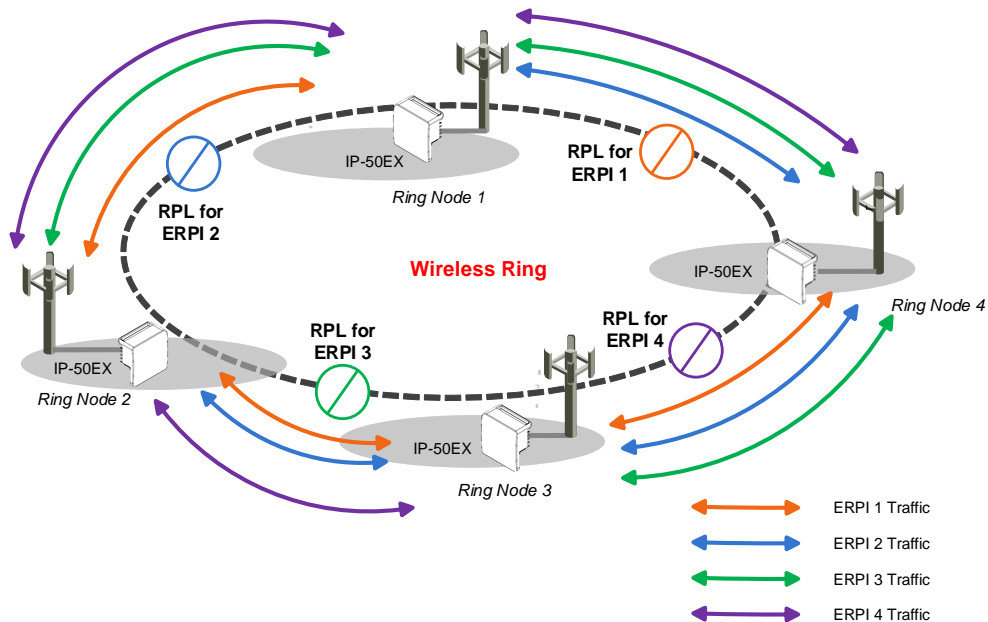 IP-50EX
Ring Node 1
RPL for
ERPI 1
RPL for
ERPI 2
Wireless Ring
IP-50EX
Ring Node 4
RPL for
ERPI 3
RPL for
ERPI 4
IP-50EX
Ring Node 2
IP-50EX
Ring Node 3
ERPI 1 Traffic
ERPI 2 Traffic
ERPI 3 Traffic
ERPI 4 Traffic